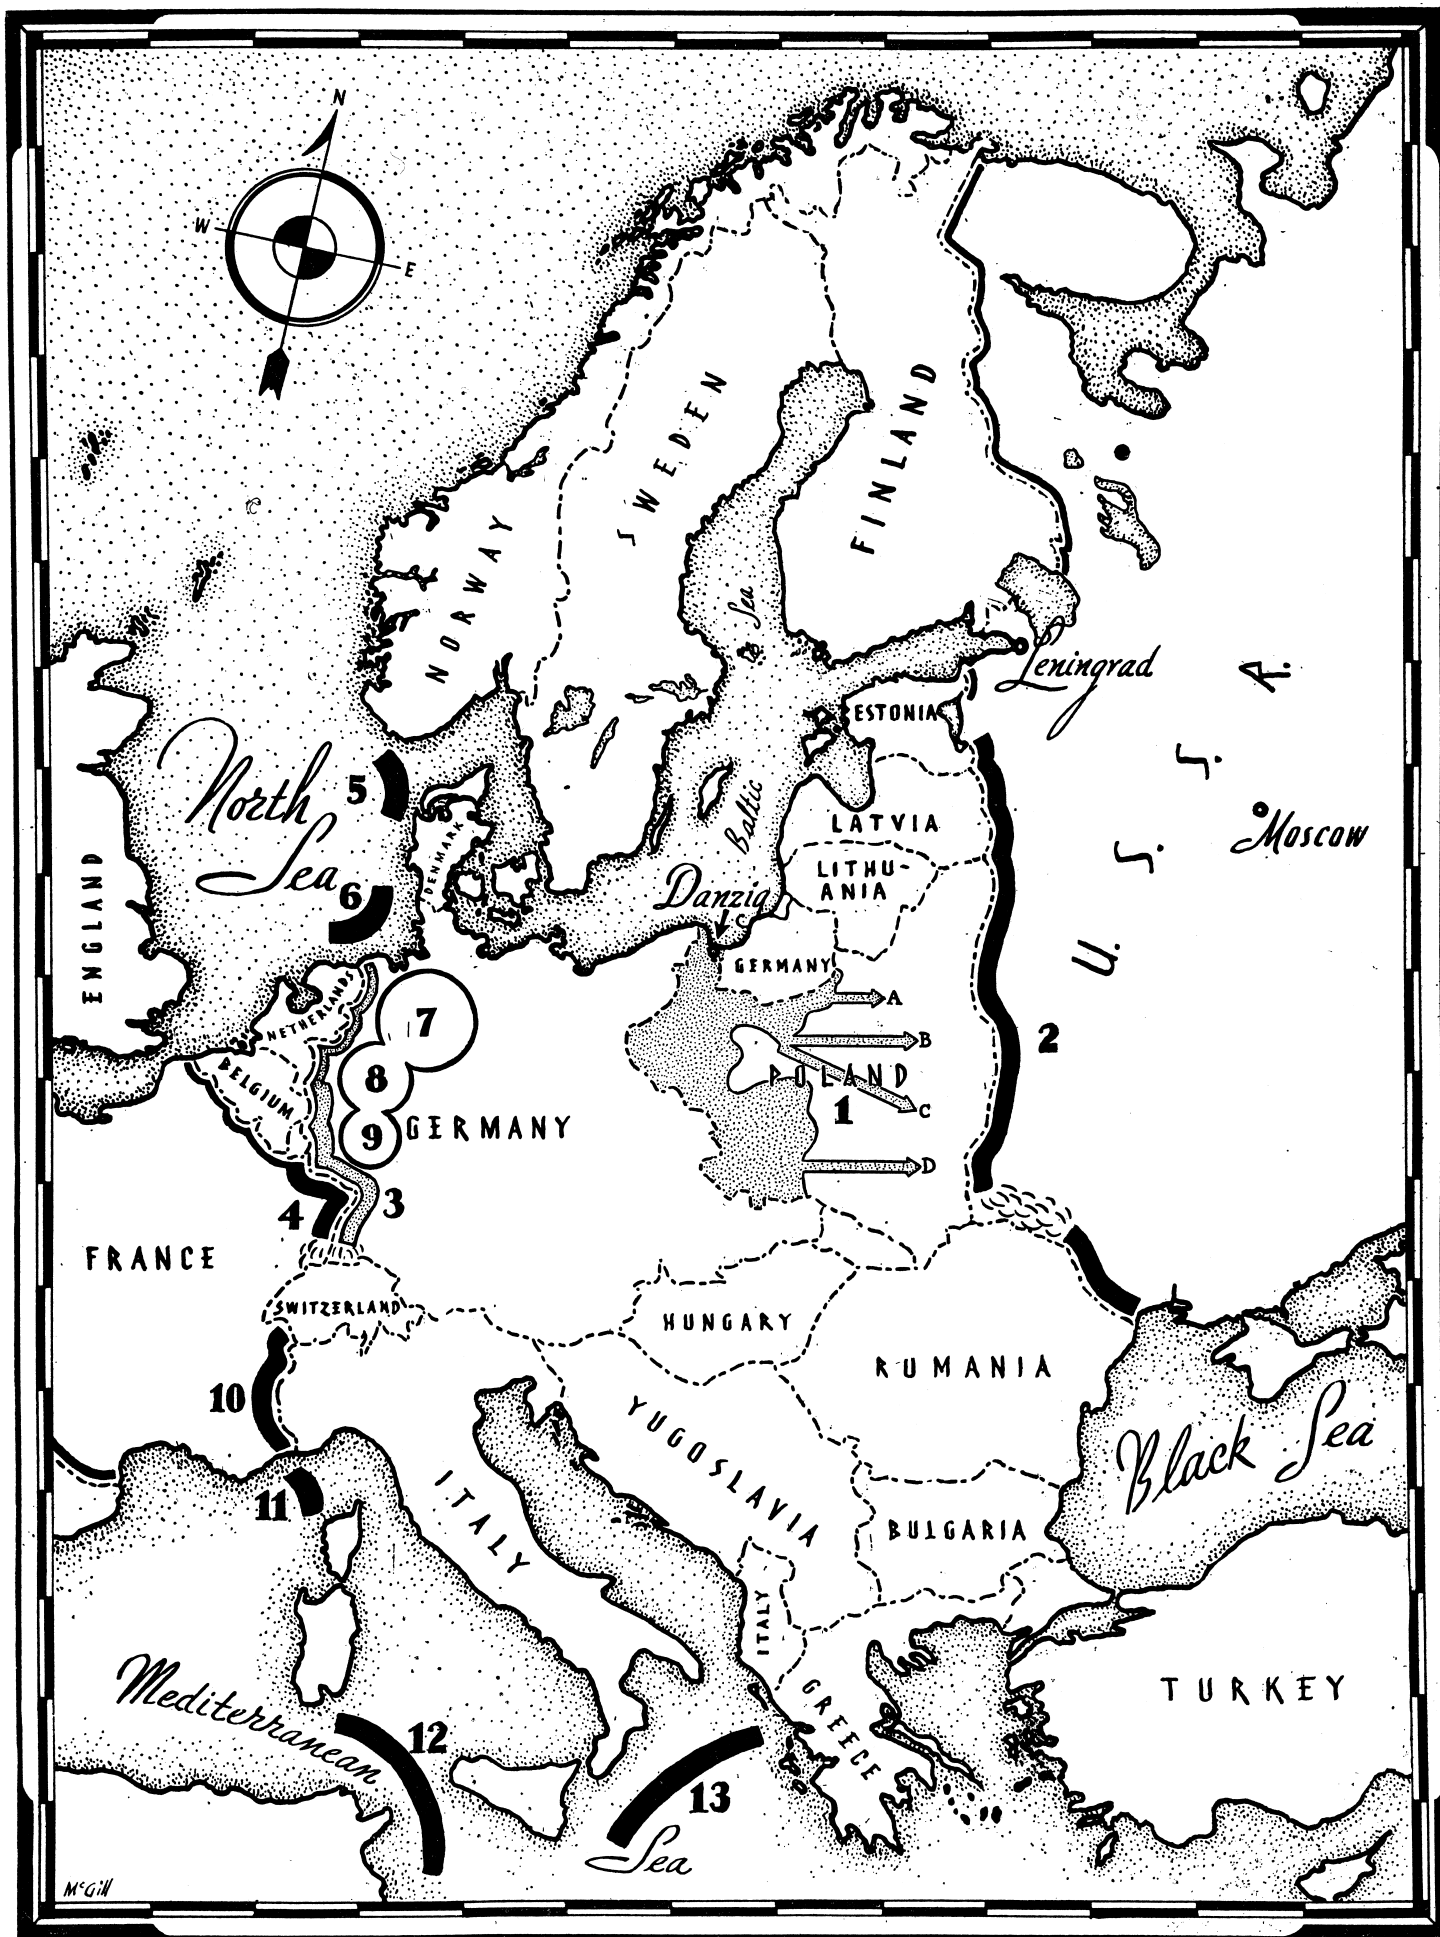 N
W
E
SWEDEN
FINLAND
NORWAY
Baltic Sea
Leningrad
ESTONIA
U. S. S. R.
North
Sea
5
6
DENMARK
LATVIA
Moscow
LITHU-
ANIA
ENGLAND
Danzig
GERMANY
A
B
C
D
2
NETHERLANDS
7
8
9
BELGIUM
GERMANY
POLAND
1
3
4
FRANCE
SWITZERLAND
HUNGARY
RUMANIA
10
YUGOSLAVIA
Black Sea
11
ITALY
BULGARIA
ITALY
GREECE
TURKEY
Mediterranean
12
13
Sea
McGill